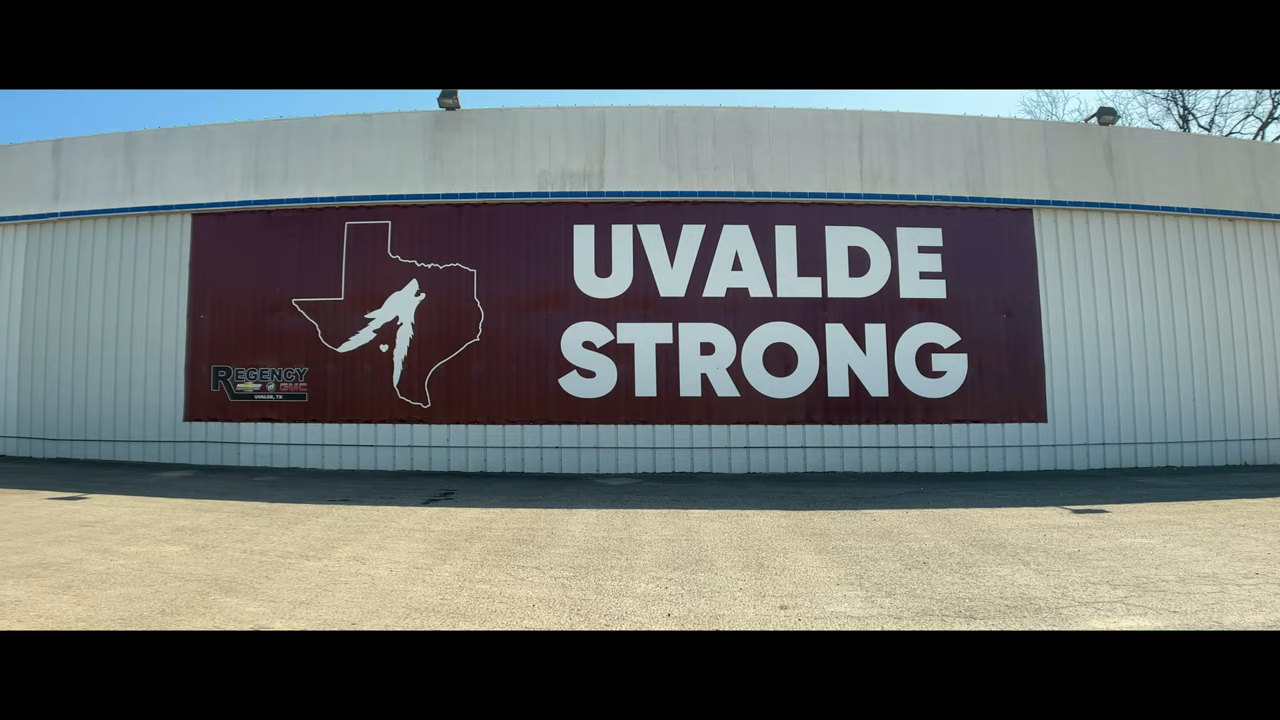 UVALDE
STRONG
REGENCY
GMC
UVALDE, TX